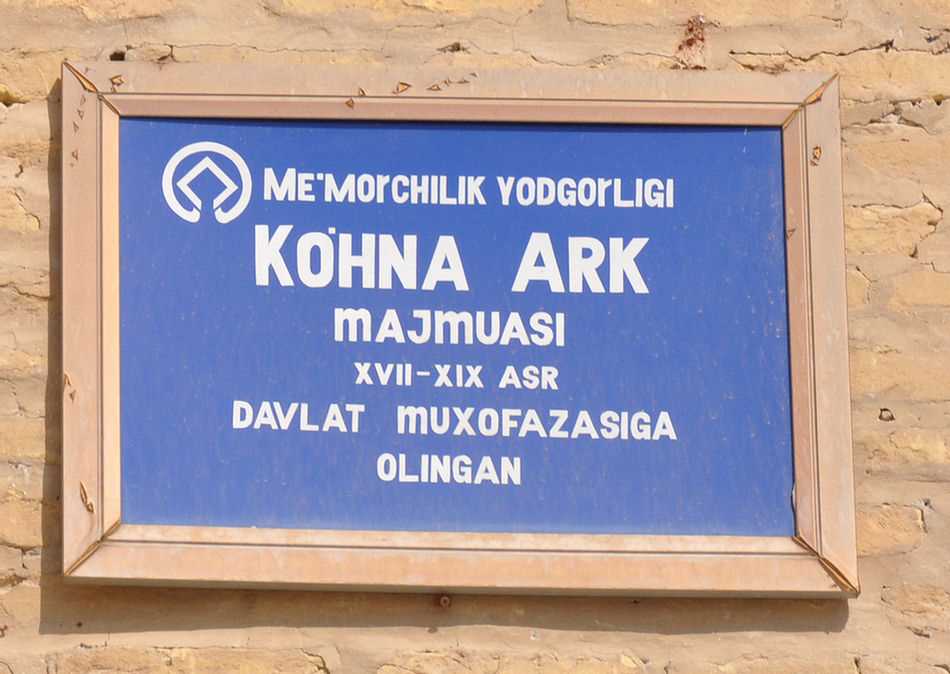 ME'MORCHILIK YODGORLIGI
KO'HNA ARK
MAJMUASI
XVII-XIX ASR
DAVLAT MUXOFAZASIGA
OLINGAN